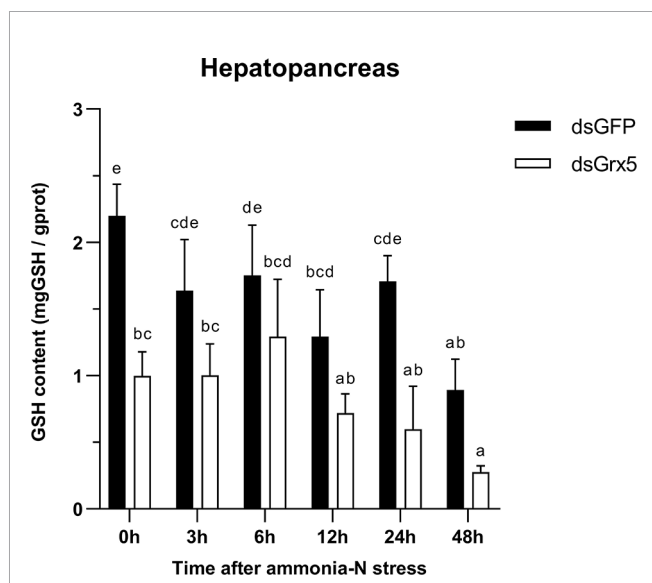 Hepatopancreas
dsGFP
dsGrx5
GSH content (mgGSH / gprot)
3
2
1
0
e
bc
cde
bc
de
bcd
bcd
ab
cde
ab
ab
a
0h 3h 6h 12h 24h 48h
Time after ammonia-N stress